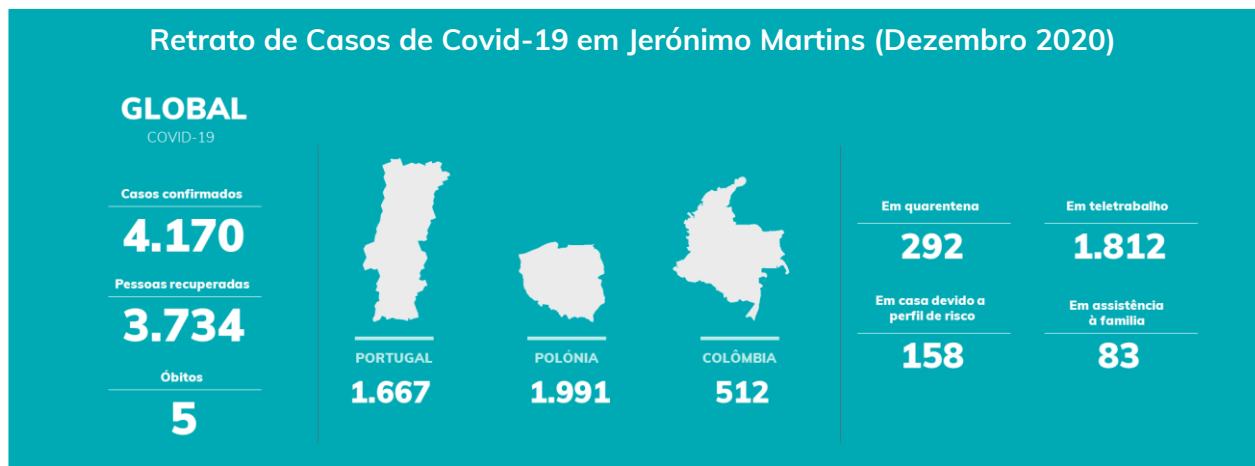 Retrato de Casos de Covid-19 em Jerónimo Martins (Dezembro 2020)
GLOBAL
COVID-19
Casos confirmados
4.170
Pessoas recuperadas
3.734
Óbitos
5
PORTUGAL
1.667
POLÓNIA
1.991
COLÔMBIA
512
Em quarentena
292
Em teletrabalho
1.812
Em casa devido a
perfil de risco
158
Em assistência
à familia
83